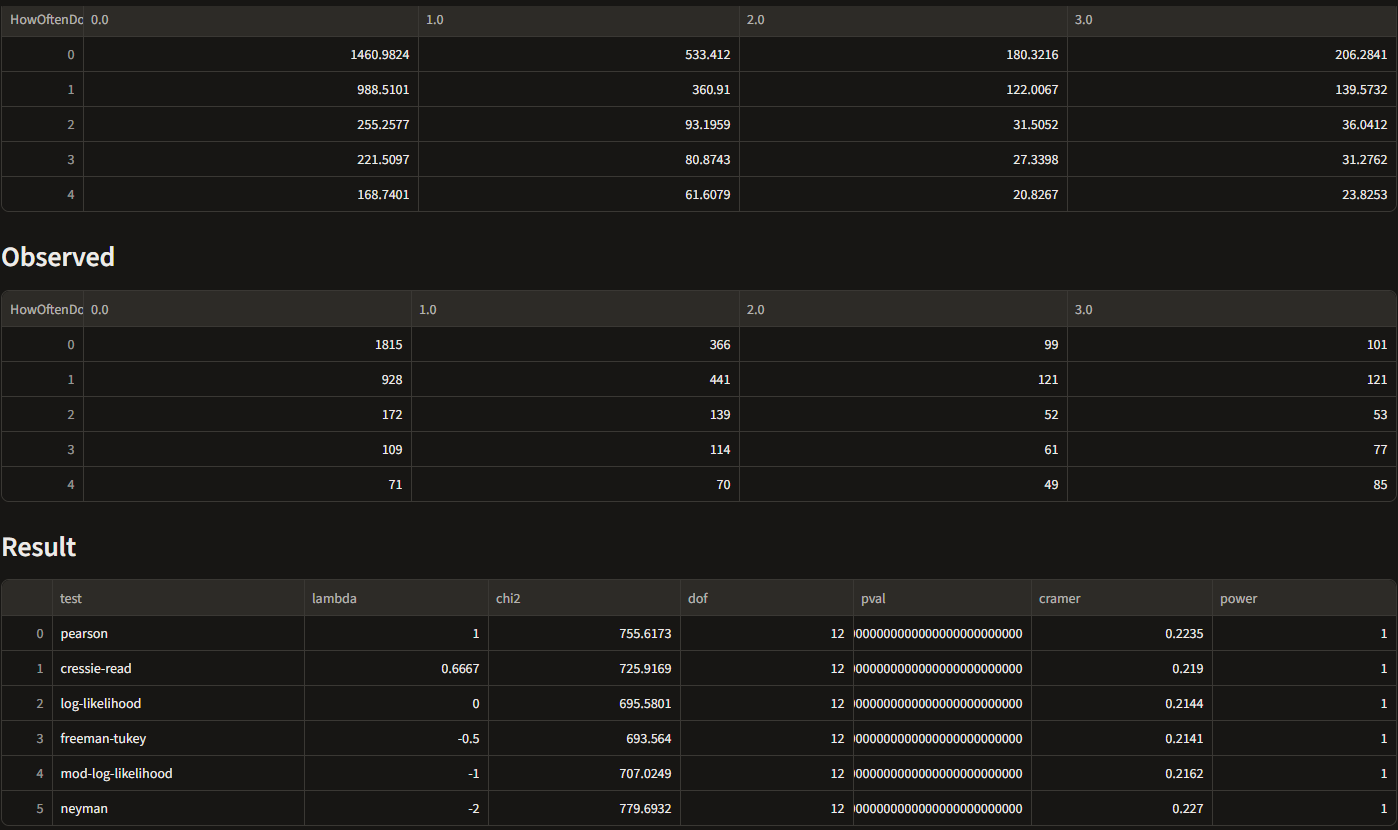 HowOftenDo 0.0 1.0 2.0 3.0
0 1460.9824 533.412 180.3216 206.2841
1 988.5101 360.91 122.0067 139.5732
2 255.2577 93.1959 31.5052 36.0412
3 221.5097 80.8743 27.3398 31.2762
4 168.7401 61.6079 20.8267 23.8253
Observed
HowOftenDo 0.0 1.0 2.0 3.0
0 1815 366 99 101
1 928 441 121 121
2 172 139 52 53
3 109 114 61 77
4 71 70 49 85
Result
test lambda chi2 dof pval cramer power
0 pearson 1 755.6173 12 0.2235 1
1 cressie-read 0.6667 725.9169 12 0.219 1
2 log-likelihood 0 695.5801 12 0.2144 1
3 freeman-tukey -0.5 693.564 12 0.2141 1
4 mod-log-likelihood -1 707.0249 12 0.2162 1
5 neyman -2 779.6932 12 0.227 1